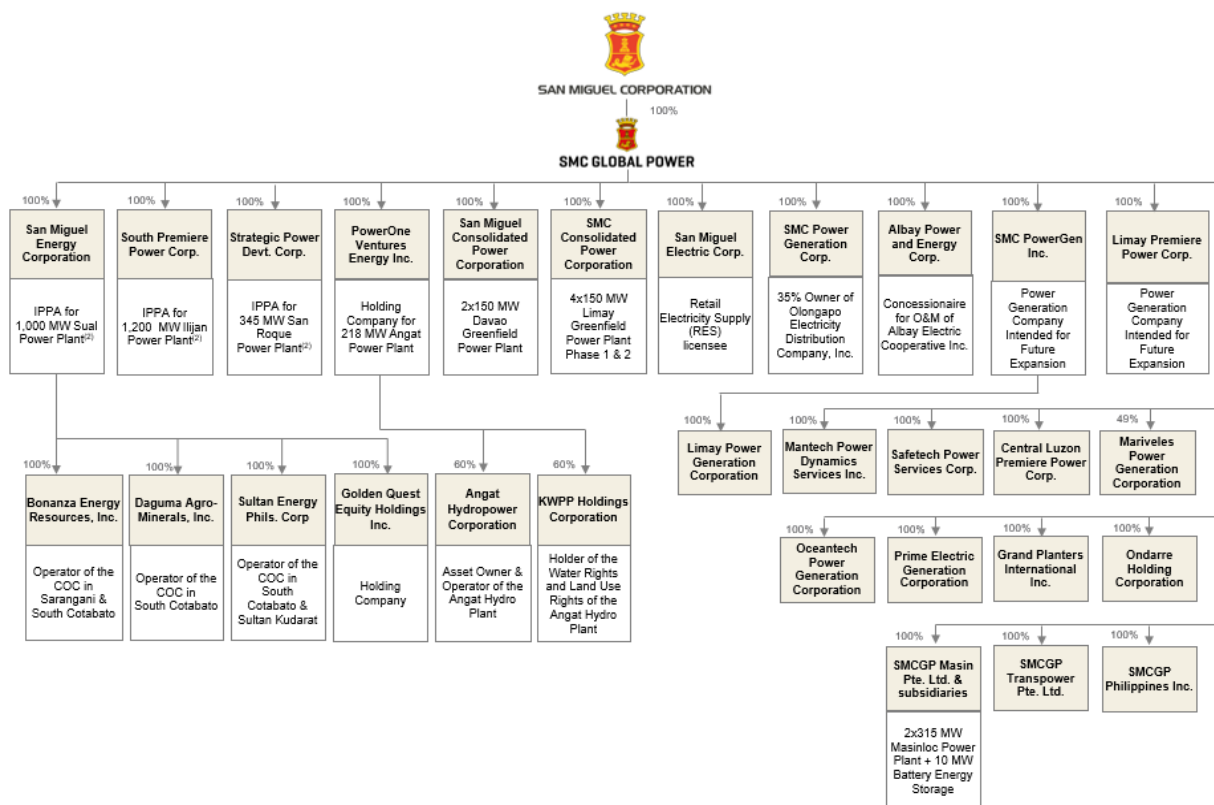 SAN MIGUEL CORPORATION
100%
SMC GLOBAL POWER
100%
100%
100%
100%
100%
100%
100%
100%
100%
100%
100%
San Miguel
Energy
Corporation
IPPA for
1,000 MW Sual
Power Plant(2)
South Premiere
Power Corp.
IPPA for
1,200 MW Ilijan
Power Plant(2)
Strategic Power
Devt. Corp.
IPPA for
345 MW San
Roque
Power Plant(2)
PowerOne
Ventures
Energy Inc.
Holding
Company for
218 MW Angat
Power Plant
San Miguel
Consolidated
Power
Corporation
2x150 MW
Davao
Greenfield
Power Plant
SMC
Consolidated
Power
Corporation
4x150 MW
Limay
Greenfield
Power Plant
Phase 1 & 2
San Miguel
Electric Corp.
Retail
Electricity Supply
(RES)
licensee
SMC Power
Generation
Corp.
35% Owner of
Olongapo
Electricity
Distribution
Company, Inc.
Albay Power
and Energy
Corp.
Concessionaire
for O&M of
Albay Electric
Cooperative Inc.
SMC PowerGen
Inc.
Power
Generation
Company
Intended for
Future
Expansion
Limay Premiere
Power Corp.
Power
Generation
Company
Intended for
Future
Expansion
100%
100%
100%
100%
60%
60%
Bonanza Energy
Resources, Inc.
Operator of the
COC in
Sarangani &
South Cotabato
Daguma Agro-
Minerals, Inc.
Operator of the
COC in
South Cotabato
Sultan Energy
Phils. Corp
Operator of the
COC in
South
Cotabato &
Sultan Kudarat
Golden Quest
Equity Holdings
Inc.
Holding
Company
Angat
Hydropower
Corporation
Asset Owner &
Operator of the
Angat Hydro
Plant
KWPP Holdings
Corporation
Holder of the
Water Rights
and Land Use
Rights of the
Angat Hydro
Plant
100%
100%
100%
100%
49%
Limay Power
Generation
Corporation
Mantech Power
Dynamics
Services Inc.
Safetech Power
Services Corp.
Central Luzon
Premiere Power
Corp.
Mariveles
Power
Generation
Corporation
100%
100%
100%
100%
Oceantech
Power
Generation
Corporation
Prime Electric
Generation
Corporation
Grand Planters
International
Inc.
Ondarre
Holding
Corporation
100%
100%
100%
SMCGP Masin
Pte. Ltd. &
subsidiaries
2x315 MW
Masinloc Power
Plant + 10 MW
Battery Energy
Storage
SMCGP
Transpower
Pte. Ltd.
SMCGP
Philippines Inc.